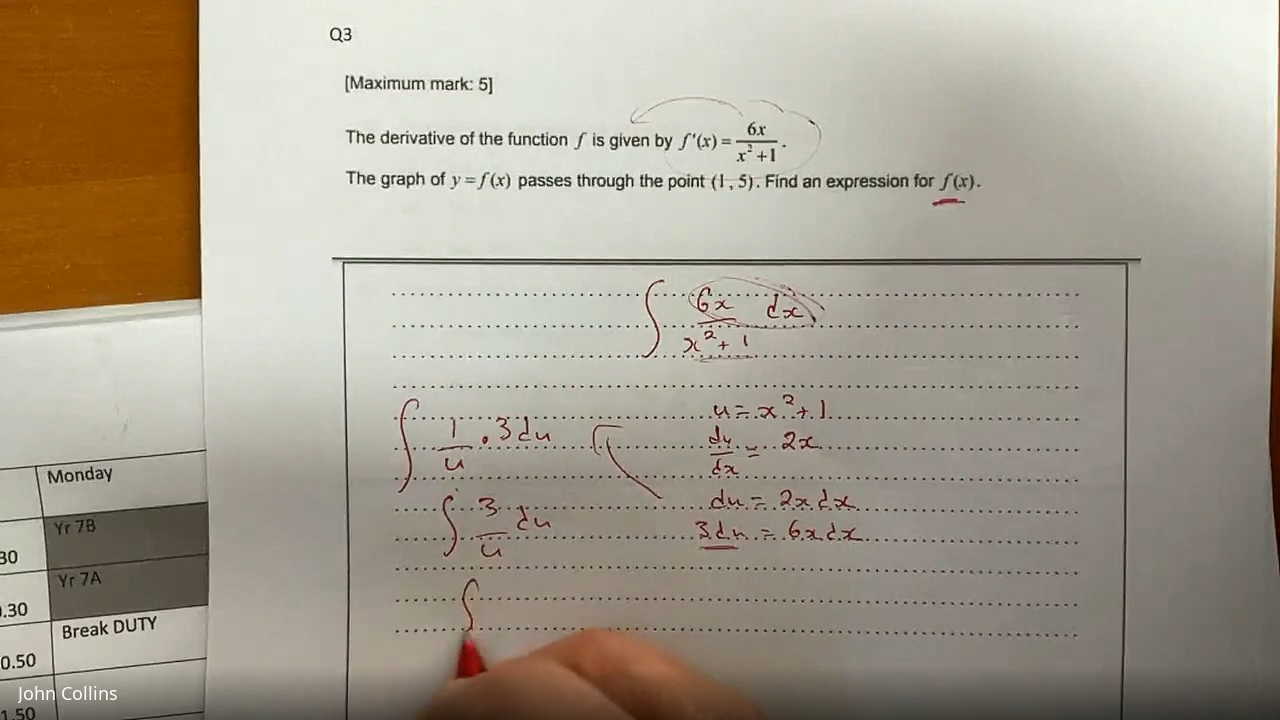 Q3
[Maximum mark: 5]
The derivative of the function f is given by f'(x) = 6x / x² + 1 .
The graph of y = f(x) passes through the point (1, 5). Find an expression for f(x).
∫ 6x / x² + 1 dx
u = x² + 1
∫ 1/u . 3du
du/dx = 2x
du = 2x dx
∫ 3/u du
3du = 6x dx
∫
Monday
30
Yr 7B
0.30
Yr 7A
0.50
Break DUTY
1.50
John Collins